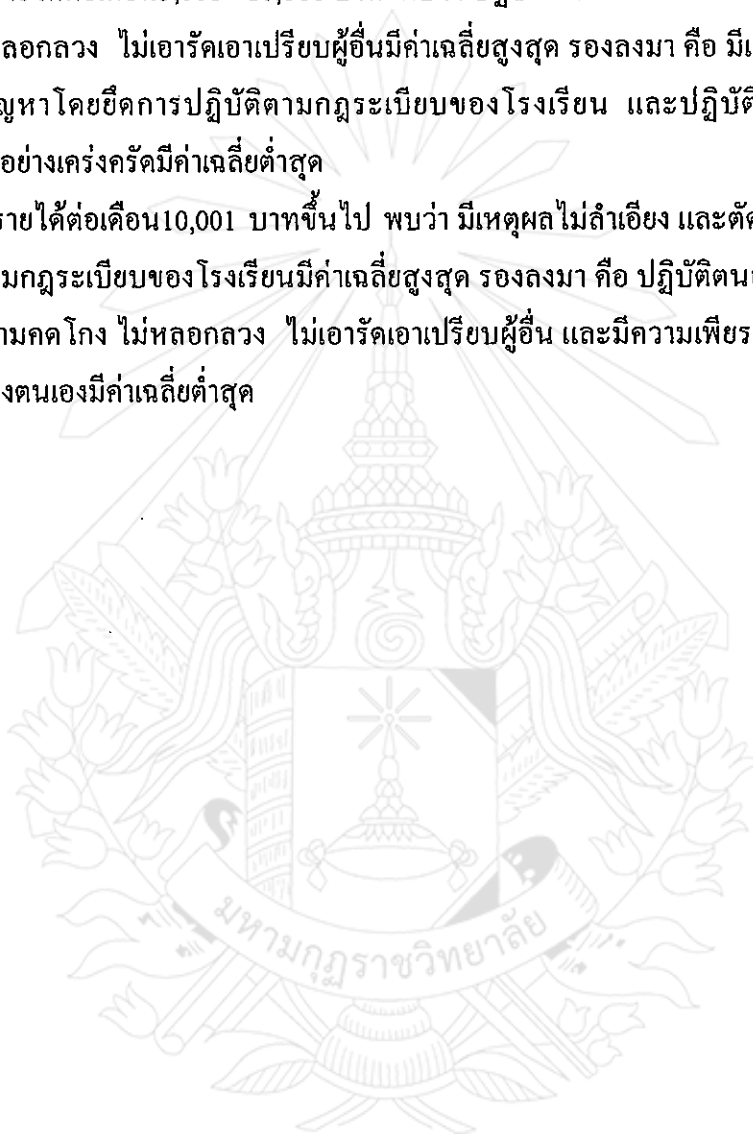 หลอกลวง ไม่เอารัดเอาเปรียบผู้อื่นมีค่าเฉลี่ยสูงสุด รองลงมา คือ มีเ
ญหาโดยยึดการปฏิบัติตามกฎระเบียบของโรงเรียน และปฏิบัติ
อย่างเคร่งครัดมีค่าเฉลี่ยต่ำสุด
รายได้ต่อเดือน10,001 บาทขึ้นไป พบว่า มีเหตุผลไม่ลำเอียง และตัด
มกฎระเบียบของโรงเรียนมีค่าเฉลี่ยสูงสุด รองลงมา คือ ปฏิบัติตน
ามคดโกง ไม่หลอกลวง ไม่เอารัดเอาเปรียบผู้อื่น และมีความเพียร
งตนเองมีค่าเฉลี่ยต่ำสุด
มหามกุฏราชวิทยาลัย